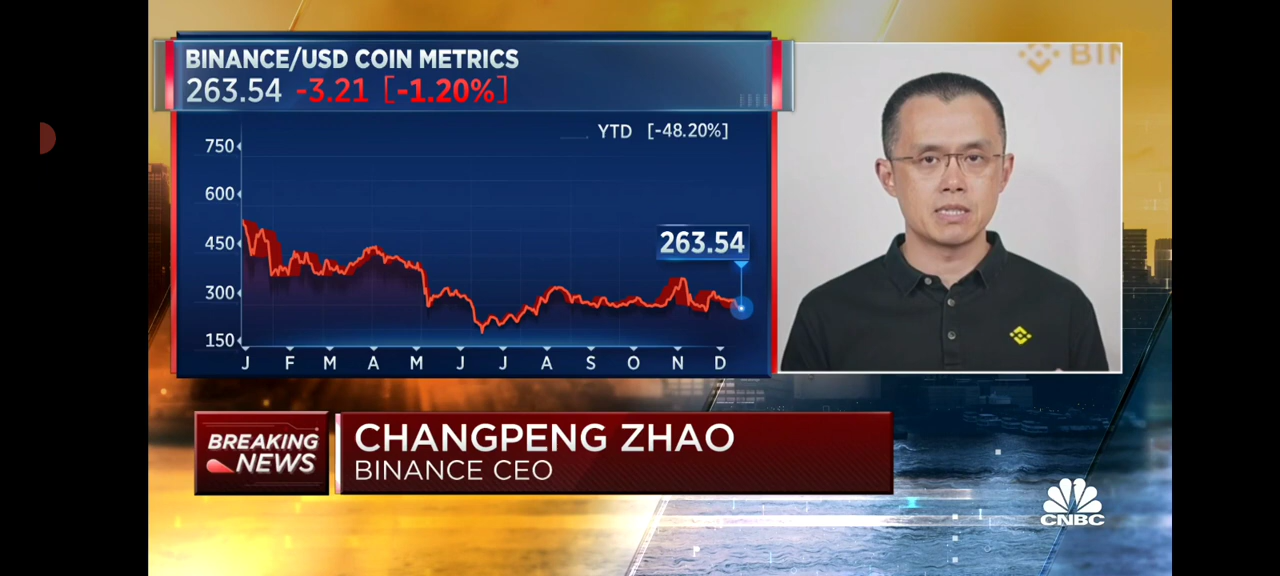 BINANCE/USD COIN METRICS
263.54 -3.21 [-1.20%]
YTD [-48.20%]
750
600
450
300
150
263.54
J F M A M J J A S O N D
BIN
BREAKING
NEWS
CHANGPENG ZHAO
BINANCE CEO
CNBC